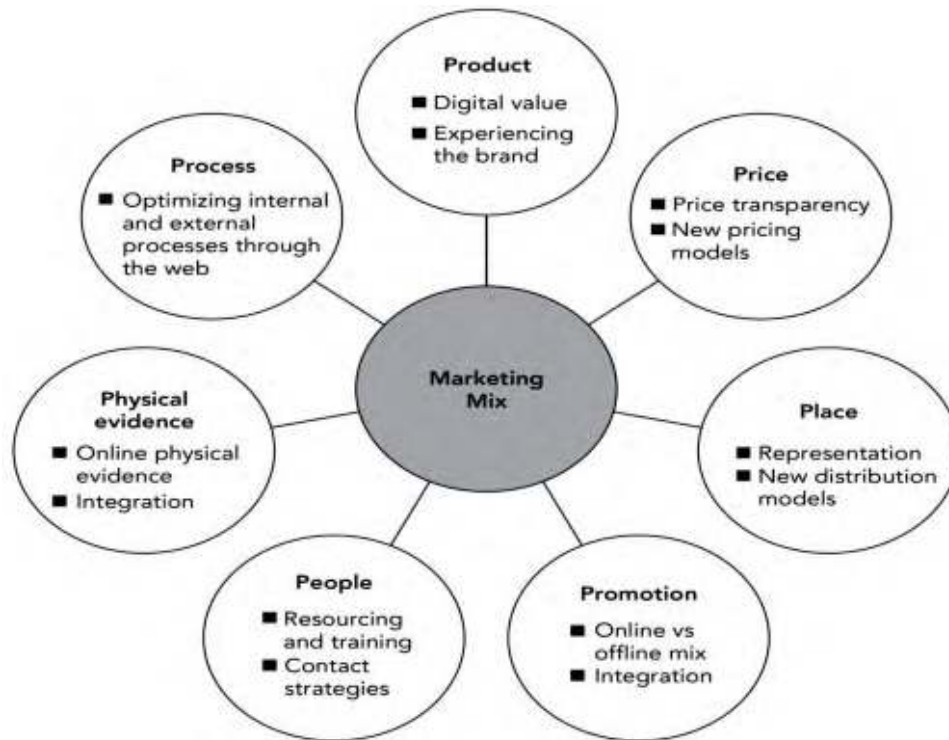 Product
■ Digital value
■ Experiencing
the brand
Price
■ Price transparency
■ New pricing
models
Place
■ Representation
■ New distribution
models
Promotion
■ Online vs
offline mix
■ Integration
People
■ Resourcing
and training
■ Contact
strategies
Physical
evidence
■ Online physical
evidence
■ Integration
Process
■ Optimizing internal
and external
processes through
the web
Marketing
Mix